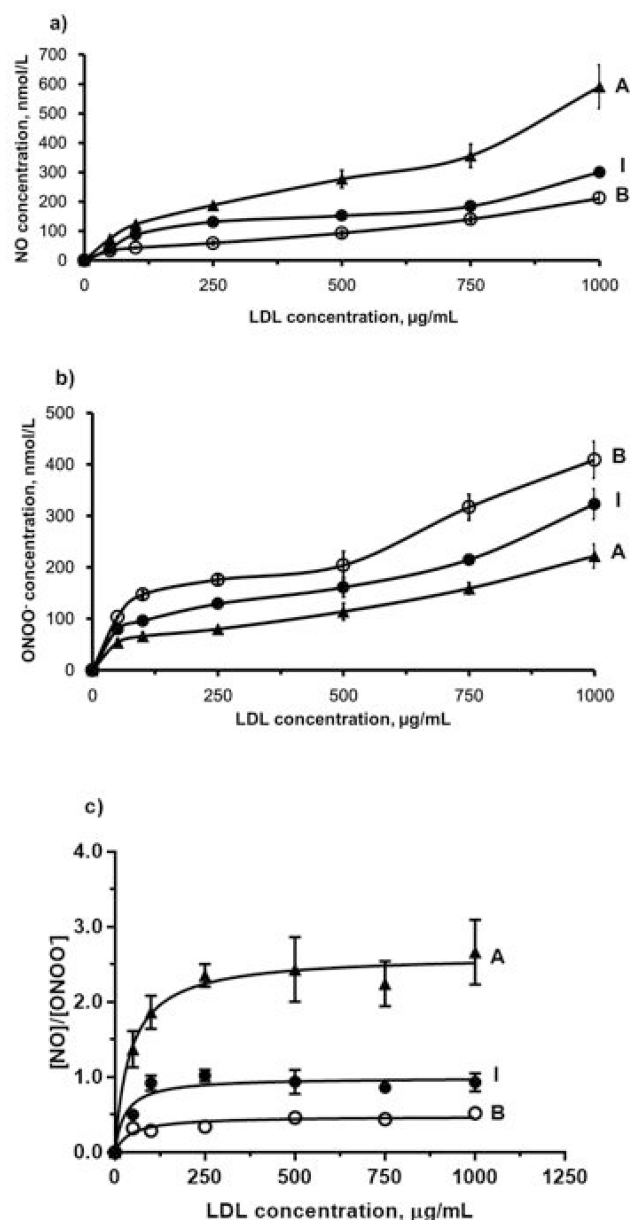 a)
NO concentration, nmol/L
700
600
500
400
300
200
100
0
0 250 500 750 1000
LDL concentration, µg/mL
A
I
B
b)
ONOO⁻ concentration, nmol/L
500
400
300
200
100
0
0 250 500 750 1000
LDL concentration, µg/mL
B
I
A
c)
[NO]/[ONOO⁻]
4.0
3.0
2.0
1.0
0.0
0 250 500 750 1000 1250
LDL concentration, µg/mL
A
I
B